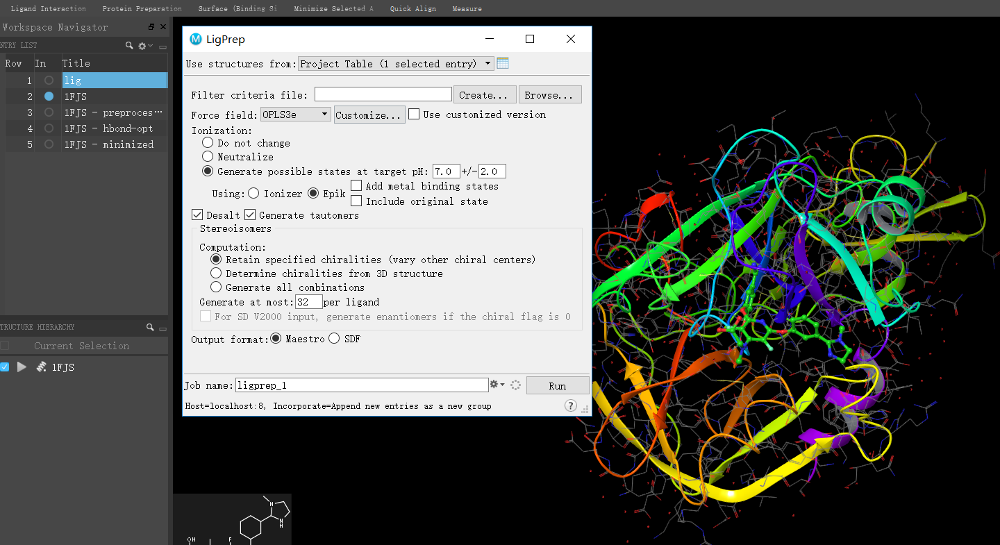 Ligand Interaction Protein Preparation Surface (Binding Si Minimize Selected A Quick Align Measure
Workspace Navigator
NTRY LIST
Row In Title
1 lig
2 1FJS
3 1FJS - preproces…
4 1FJS - hbond-opt
5 1FJS - minimized
TRUCTURE HIERARCHY
Current Selection
1FJS
M LigPrep
Use structures from: Project Table (1 selected entry)
Filter criteria file: Create... Browse...
Force field: OPLS3e Customize... Use customized version
Ionization:
Do not change
Neutralize
Generate possible states at target pH: 7.0 +/- 2.0
Using: Ionizer Epik Add metal binding states
Include original state
Desalt Generate tautomers
Stereoisomers
Computation:
Retain specified chiralities (vary other chiral centers)
Determine chiralities from 3D structure
Generate all combinations
Generate at most: 32 per ligand
For SD V2000 input, generate enantiomers if the chiral flag is 0
Output format: Maestro SDF
Job name: ligprep_1 Run
Host=localhost:8, Incorporate=Append new entries as a new group ?
N
N
H
OH F